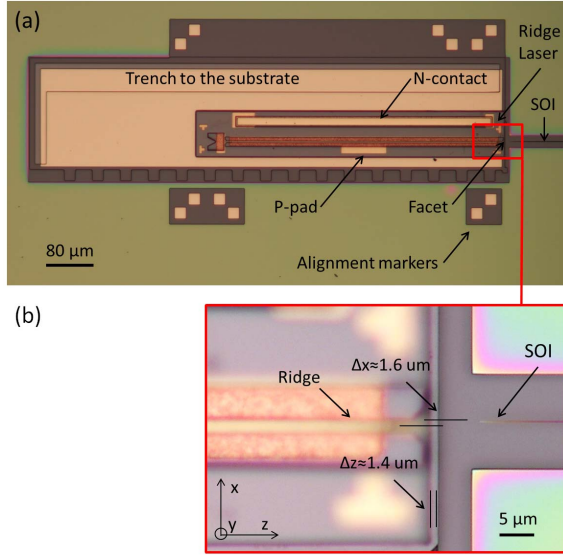 (a)
Ridge
Laser
Trench to the substrate
N-contact
SOI
P-pad
Facet
80 µm
Alignment markers
(b)
Δx≈1.6 um
SOI
Ridge
Δz≈1.4 um
x
y
z
5 µm